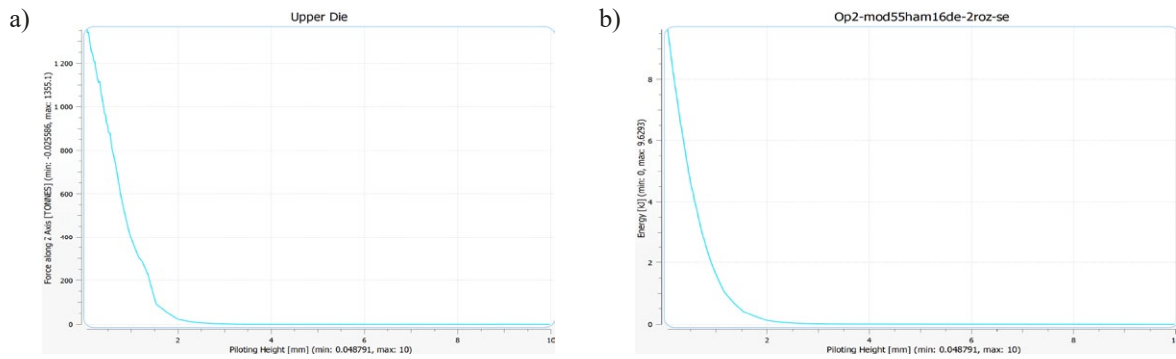 a)
Upper Die
Force along Z Axis [TONNES] (min: -0.025586, max: 1355.1)
1 200
1 000
800
600
400
200
0
2
4
6
8
10
Piloting Height [mm] (min: 0.048791, max: 10)
b)
Op2-mod55ham16de-2roz-se
Energy [kJ] (min: 0, max: 9.6293)
8
6
4
2
0
2
4
6
8
Piloting Height [mm] (min: 0.048791, max: 10)